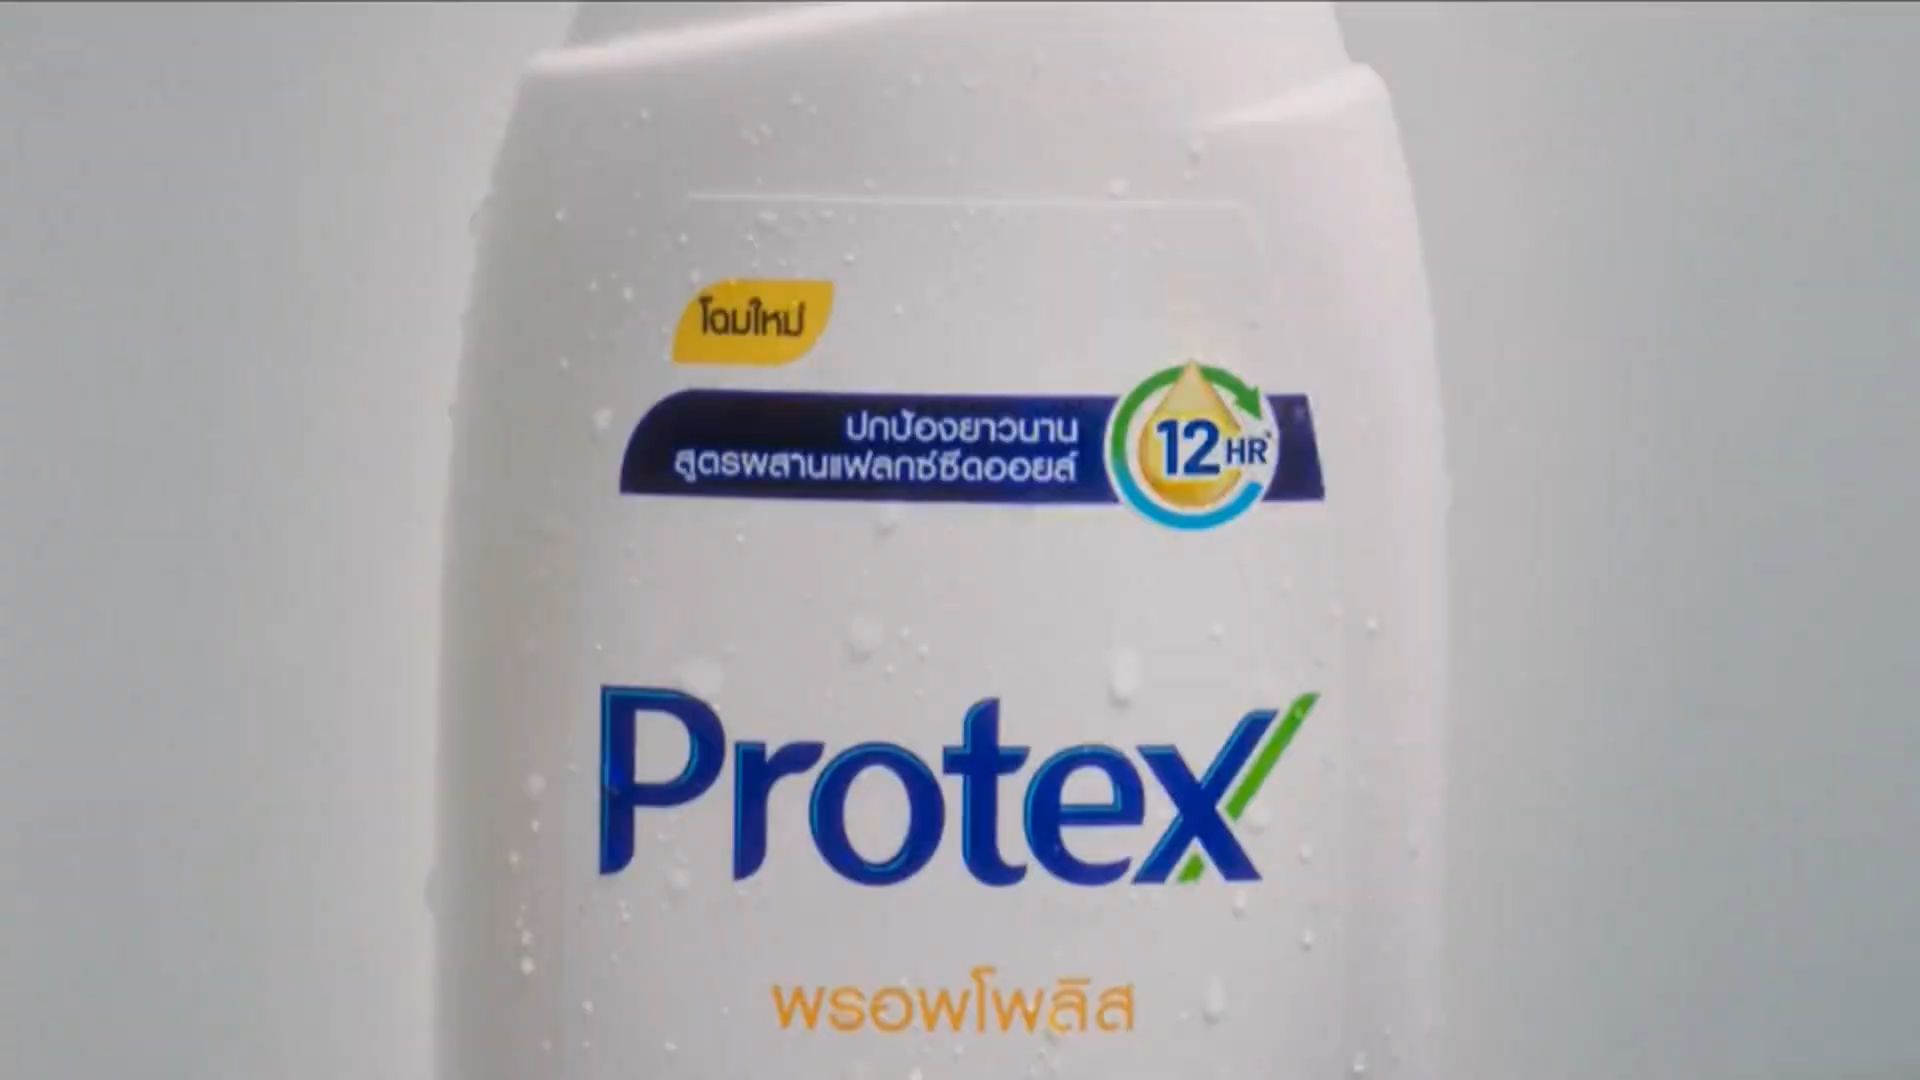 โฉมใหม่
ปกป้องยาวนาน
สูตรผสานแฟลกซ์ซีดออยล์
12HR*
Protex
พรอพโพลิส